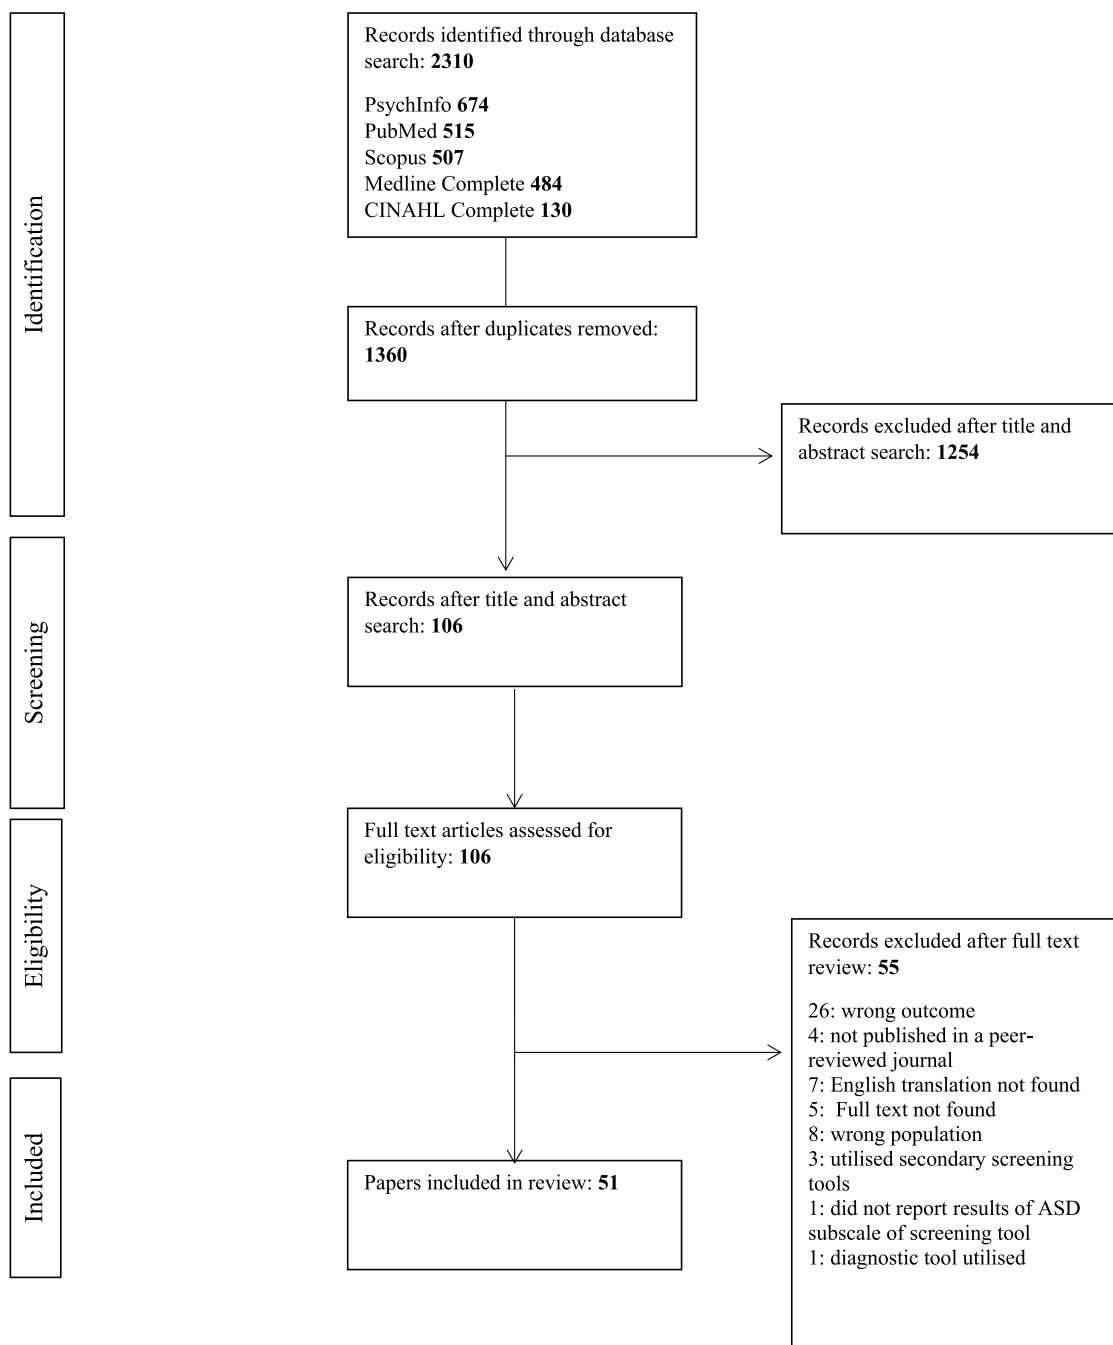 Identification
Records identified through database
search: 2310
PsychInfo 674
PubMed 515
Scopus 507
Medline Complete 484
CINAHL Complete 130
Records after duplicates removed:
1360
Records excluded after title and
abstract search: 1254
Screening
Records after title and abstract
search: 106
Eligibility
Full text articles assessed for
eligibility: 106
Records excluded after full text
review: 55
26: wrong outcome
4: not published in a peer-
reviewed journal
7: English translation not found
5:  Full text not found
8: wrong population
3: utilised secondary screening
tools
1: did not report results of ASD
subscale of screening tool
1: diagnostic tool utilised
Included
Papers included in review: 51